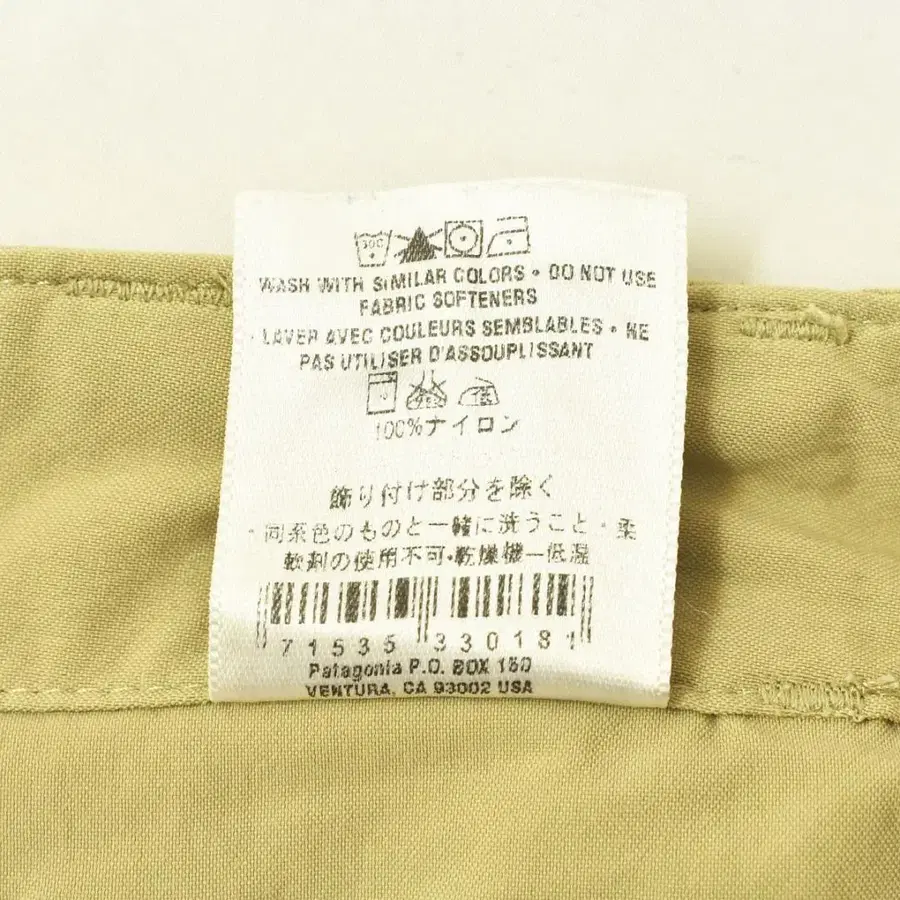 30C
WASH WITH SIMILAR COLORS • DO NOT USE
FABRIC SOFTENERS
LAVER AVEC COULEURS SEMBLABLES • NE
PAS UTILISER D'ASSOUPLISSANT
100%ナイロン
飾り付け部分を除く
・同系色のものと一緒に洗うこと・柔
軟剤の使用不可・乾燥機ー低温
71535 330181
Patagonia P.O. BOX 150
VENTURA, CA 93002 USA